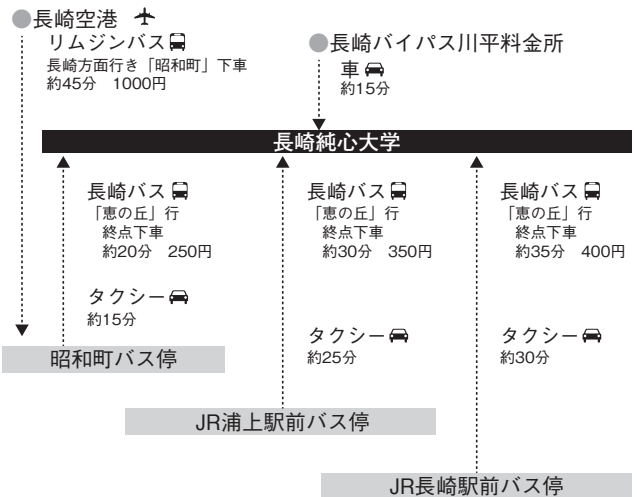 長崎空港
リムジンバス
長崎方面行き「昭和町」下車
約45分 1000円
長崎バイパス川平料金所
車
約15分
長崎純心大学
長崎バス
「恵の丘」行
終点下車
約20分 250円
タクシー
約15分
昭和町バス停
長崎バス
「恵の丘」行
終点下車
約30分 350円
タクシー
約25分
JR浦上駅前バス停
長崎バス
「恵の丘」行
終点下車
約35分 400円
タクシー
約30分
JR長崎駅前バス停